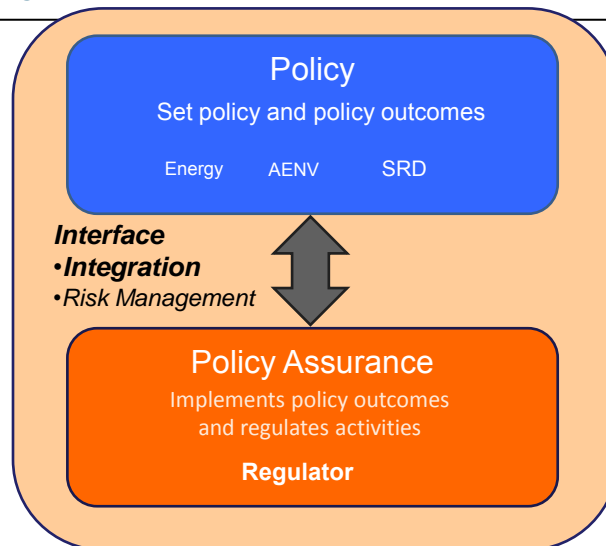 Policy
Set policy and policy outcomes
Energy AENV SRD
Interface
•Integration
•Risk Management
Policy Assurance
Implements policy outcomes
and regulates activities
Regulator